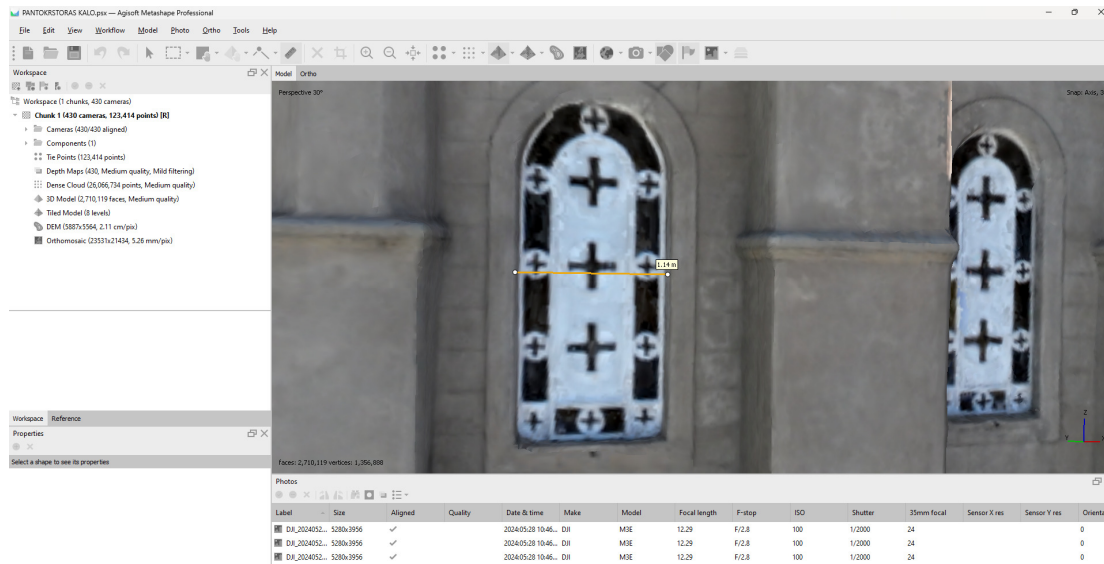 PANTOKRSTORAS KALO.psx — Agisoft Metashape Professional
File Edit View Workflow Model Photo Ortho Tools Help
Workspace
Model Ortho
Workspace (1 chunks, 430 cameras)
Chunk 1 (430 cameras, 123,414 points) [R]
Cameras (430/430 aligned)
Components (1)
Tie Points (123,414 points)
Depth Maps (430, Medium quality, Mild filtering)
Dense Cloud (26,066,734 points, Medium quality)
3D Model (2,710,119 faces, Medium quality)
Tiled Model (8 levels)
DEM (5887x5564, 2.11 cm/pix)
Orthomosaic (23531x21434, 5.26 mm/pix)
Workspace Reference
Properties
Select a shape to see its properties
Perspective 30°
Snap: Axis, 3
1.14 m
Z
Y
faces: 2,710,119 vertices: 1,356,888
Photos
Label Size Aligned Quality Date & time Make Model Focal length F-stop ISO Shutter 35mm focal Sensor X res Sensor Y res Orienta
DJI_2024052... 5280x3956 2024:05:28 10:46... DJI M3E 12.29 F/2.8 100 1/2000 24 0
DJI_2024052... 5280x3956 2024:05:28 10:46... DJI M3E 12.29 F/2.8 100 1/2000 24 0
DJI_2024052... 5280x3956 2024:05:28 10:46... DJI M3E 12.29 F/2.8 100 1/2000 24 0